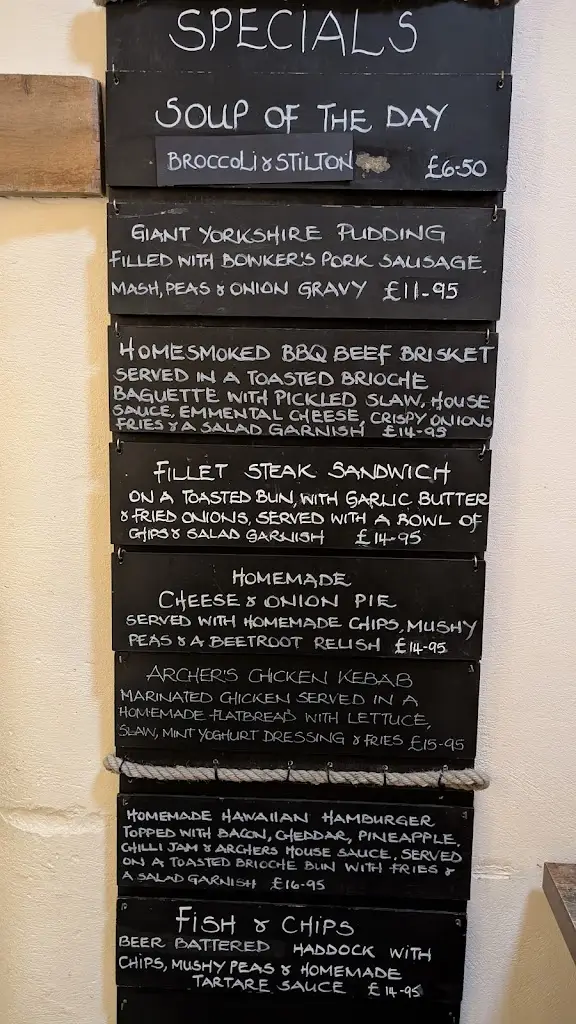 SPECIALS
SOUP OF THE DAY
BROCCOLI & STILTON £6-50
GIANT YORKSHIRE PUDDING
FILLED WITH BOWKER'S PORK SAUSAGE,
MASH, PEAS & ONION GRAVY £11-95
HOMESMOKED BBQ BEEF BRISKET
SERVED IN A TOASTED BRIOCHE
BAGUETTE WITH PICKLED SLAW, HOUSE
SAUCE, EMMENTAL CHEESE, CRISPY ONIONS
FRIES & A SALAD GARNISH £14-95
FILLET STEAK SANDWICH
ON A TOASTED BUN, WITH GARLIC BUTTER
& FRIED ONIONS, SERVED WITH A BOWL OF
CHIPS & SALAD GARNISH £14-95
HOMEMADE
CHEESE & ONION PIE
SERVED WITH HOMEMADE CHIPS, MUSHY
PEAS & A BEETROOT RELISH £14-95
ARCHER'S CHICKEN KEBAB
MARINATED CHICKEN SERVED IN A
HOMEMADE FLATBREAD WITH LETTUCE,
SLAW, MINT YOGHURT DRESSING & FRIES £15-95
HOMEMADE HAWAIIAN HAMBURGER
TOPPED WITH BACON, CHEDDAR, PINEAPPLE,
CHILLI JAM & ARCHERS HOUSE SAUCE, SERVED
ON A TOASTED BRIOCHE BUN WITH FRIES &
A SALAD GARNISH £16-95
FISH & CHIPS
BEER BATTERED HADDOCK WITH
CHIPS, MUSHY PEAS & HOMEMADE
TARTARE SAUCE £14-95